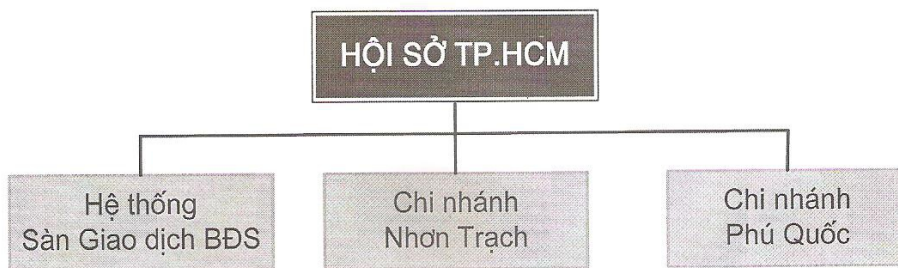 HỘI SỞ TP.HCM
Hệ thống
Sàn Giao dịch BĐS
Chi nhánh
Nhơn Trạch
Chi nhánh
Phú Quốc